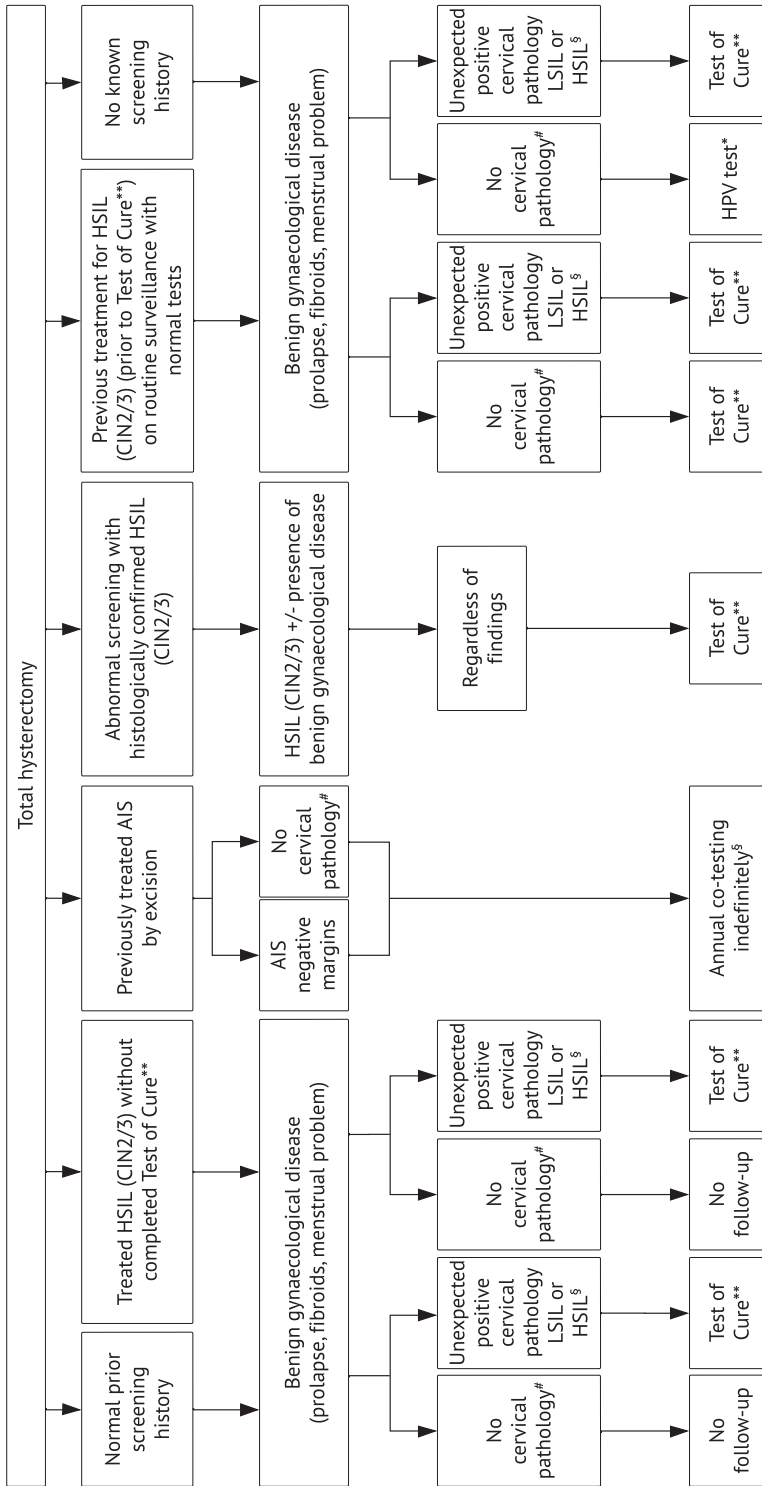 Total hysterectomy
Normal prior
screening
history
Treated HSIL (CIN2/3) without
completed Test of Cure**
Previously treated AIS
by excision
Abnormal screening with
histologically confirmed HSIL
(CIN2/3)
Previous treatment for HSIL
(CIN2/3) (prior to Test of Cure**)
on routine surveillance with
normal tests
No known
screening
history
Benign gynaecological disease
(prolapse, fibroids, menstrual problem)
AIS
negative
margins
No
cervical
pathology#
HSIL (CIN2/3) +/- presence of
benign gynaecological disease
Benign gynaecological disease
(prolapse, fibroids, menstrual problem)
No
cervical
pathology#
Unexpected
positive
cervical
pathology
LSIL or
HSIL§
No
cervical
pathology#
Unexpected
positive
cervical
pathology
LSIL or
HSIL§
Regardless of
findings
No
cervical
pathology#
Unexpected
positive
cervical
pathology
LSIL or
HSIL§
No
cervical
pathology#
Unexpected
positive
cervical
pathology
LSIL or
HSIL§
No
follow-up
Test of
Cure**
No
follow-up
Test of
Cure**
Annual co-testing
indefinitely§
Test of
Cure**
Test of
Cure**
Test of
Cure**
HPV test*
Test of
Cure**